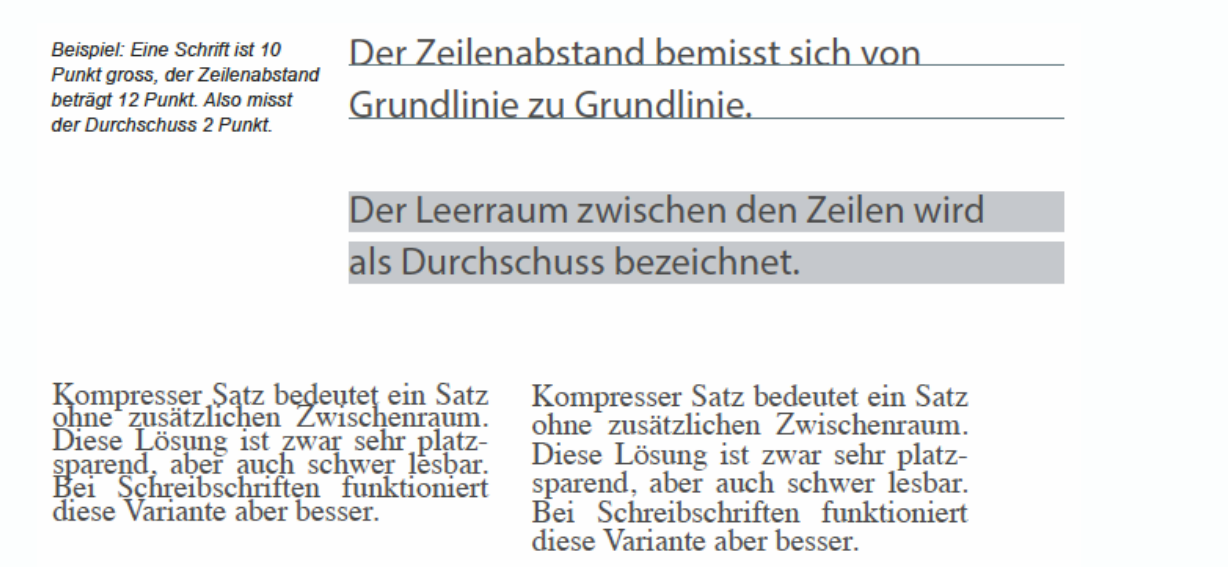 Beispiel: Eine Schrift ist 10
Punkt gross, der Zeilenabstand
beträgt 12 Punkt. Also misst
der Durchschuss 2 Punkt.
Der Zeilenabstand bemisst sich von
Grundlinie zu Grundlinie.
Der Leerraum zwischen den Zeilen wird
als Durchschuss bezeichnet.
Kompresser Satz bedeutet ein Satz
ohne zusätzlichen Zwischenraum.
Diese Lösung ist zwar sehr platz-
sparend, aber auch schwer lesbar.
Bei Schreibschriften funktioniert
diese Variante aber besser.
Kompresser Satz bedeutet ein Satz
ohne zusätzlichen Zwischenraum.
Diese Lösung ist zwar sehr platz-
sparend, aber auch schwer lesbar.
Bei Schreibschriften funktioniert
diese Variante aber besser.